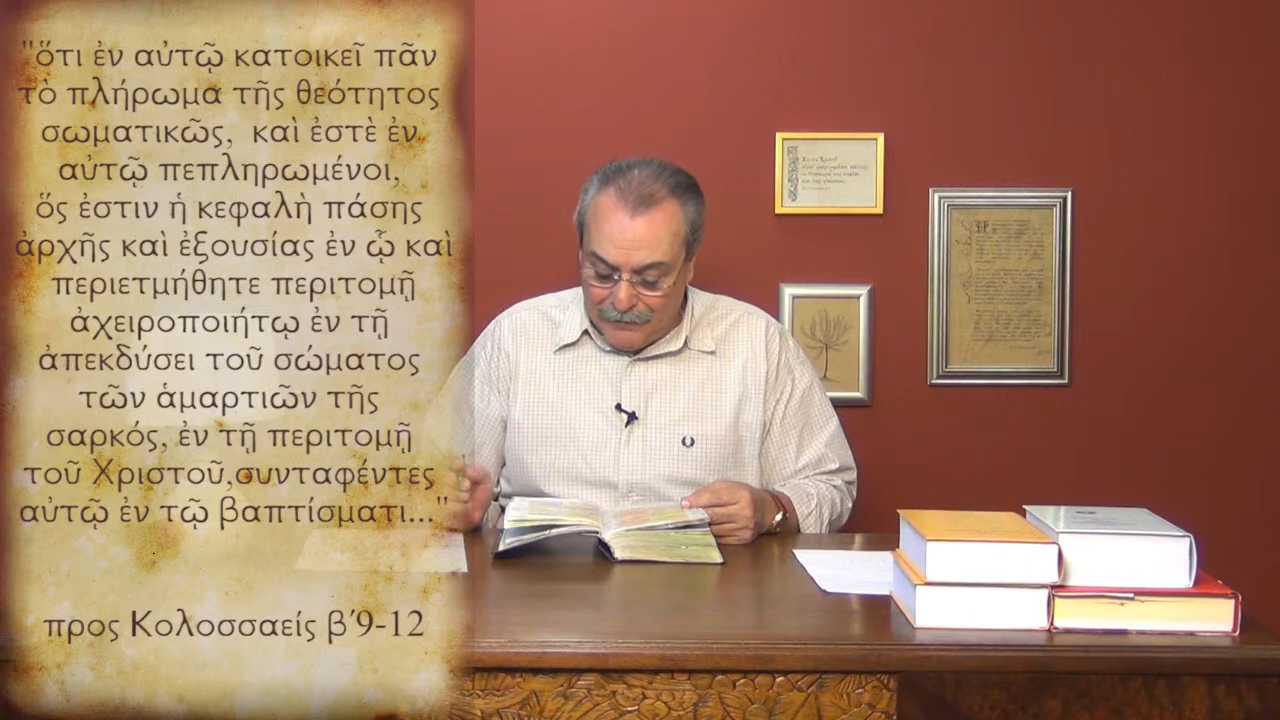 "ὅτι ἐν αὐτῷ κατοικεῖ πᾶν
τὸ πλήρωμα τῆς θεότητος
σωματικῶς, καὶ ἐστὲ ἐν
αὐτῷ πεπληρωμένοι,
ὅς ἐστιν ἡ κεφαλὴ πάσης
ἀρχῆς καὶ ἐξουσίας ἐν ᾧ καὶ
περιετμήθητε περιτομῇ
ἀχειροποιήτῳ ἐν τῇ
ἀπεκδύσει τοῦ σώματος
τῶν ἁμαρτιῶν τῆς
σαρκός, ἐν τῇ περιτομῇ
τοῦ Χριστοῦ,συνταφέντες
αὐτῷ ἐν τῷ βαπτίσματι..."
προς Κολοσσαείς β΄9-12